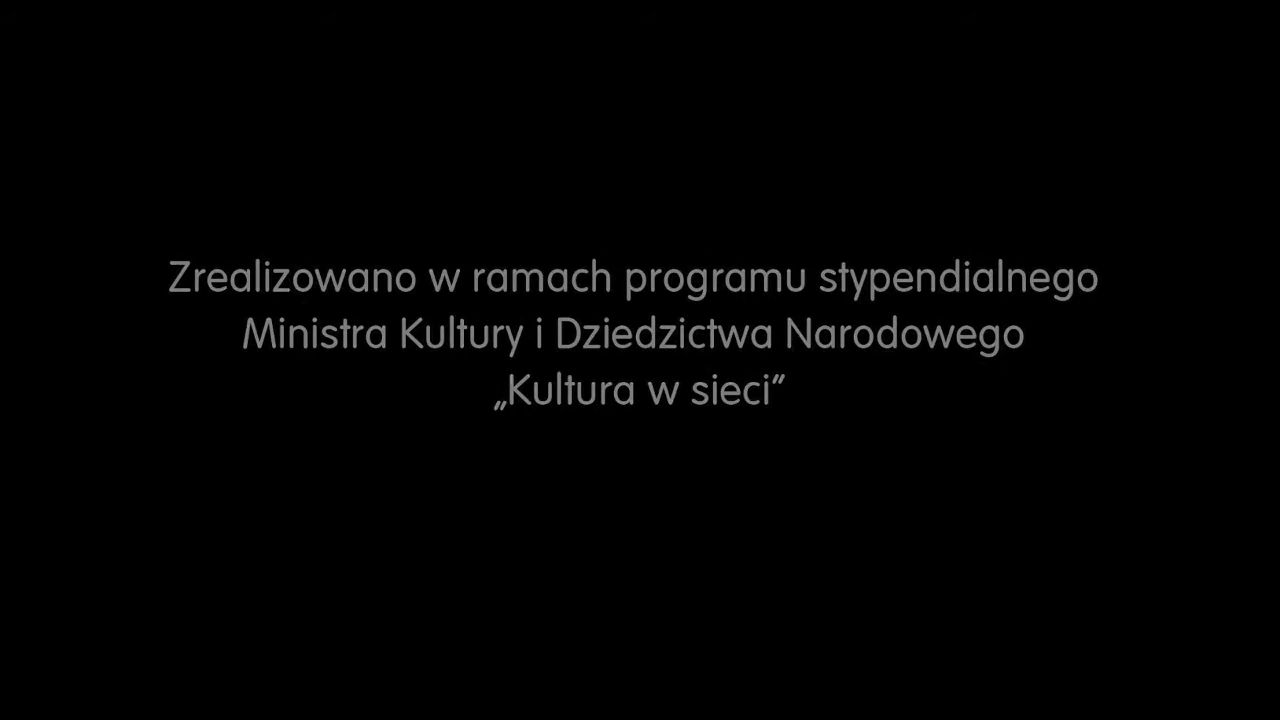 Zrealizowano w ramach programu stypendialnego
Ministra Kultury i Dziedzictwa Narodowego
„Kultura w sieci”